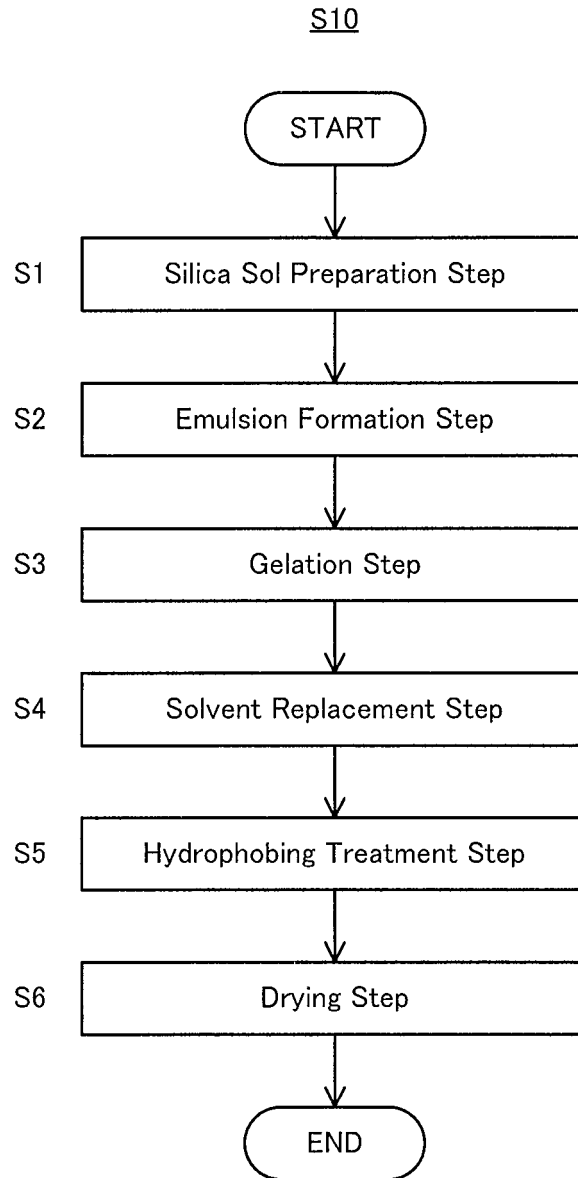 S10
START
S1 Silica Sol Preparation Step
S2 Emulsion Formation Step
S3 Gelation Step
S4 Solvent Replacement Step
S5 Hydrophobing Treatment Step
S6 Drying Step
END